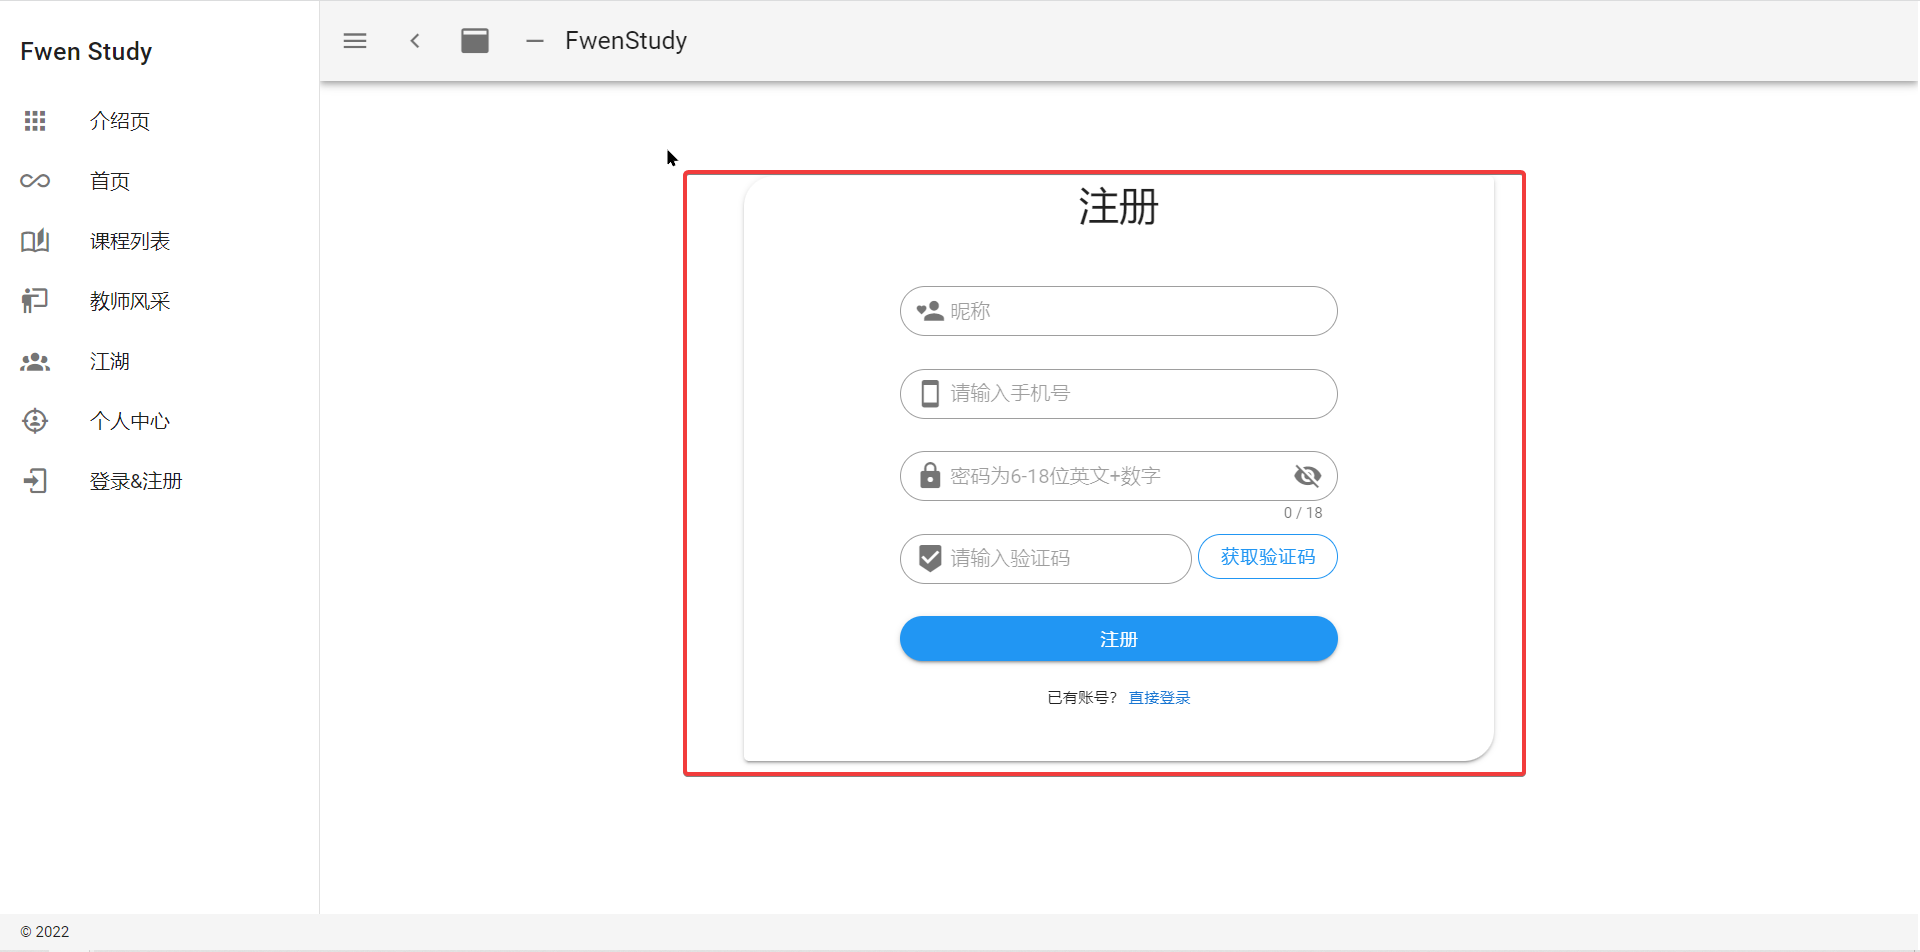 Fwen Study
介绍页
首页
课程列表
教师风采
江湖
个人中心
登录&注册
FwenStudy
注册
昵称
请输入手机号
密码为6-18位英文+数字
0 / 18
请输入验证码
获取验证码
注册
已有账号? 直接登录
© 2022